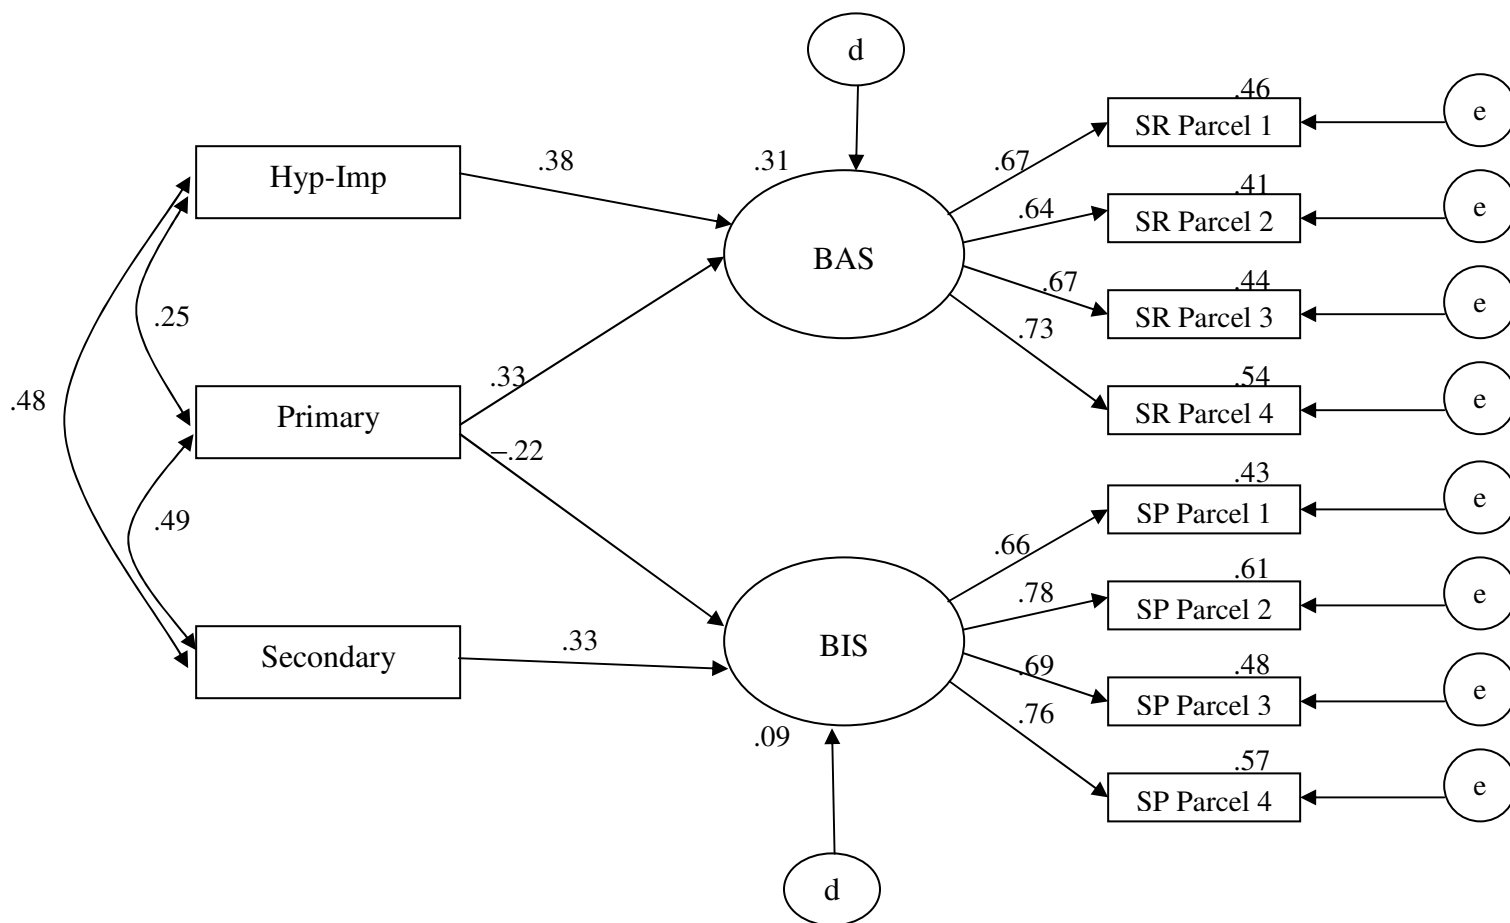 d
.46
e
SR Parcel 1
.38
.31
.67
Hyp-Imp
.41
e
.64
SR Parcel 2
BAS
.67
.44
e
SR Parcel 3
.25
.73
.33
.54
e
.48
Primary
SR Parcel 4
–.22
.43
e
SP Parcel 1
.49
.66
.61
e
.78
SP Parcel 2
.33
BIS
Secondary
.69
.48
e
SP Parcel 3
.76
.09
.57
e
SP Parcel 4
d